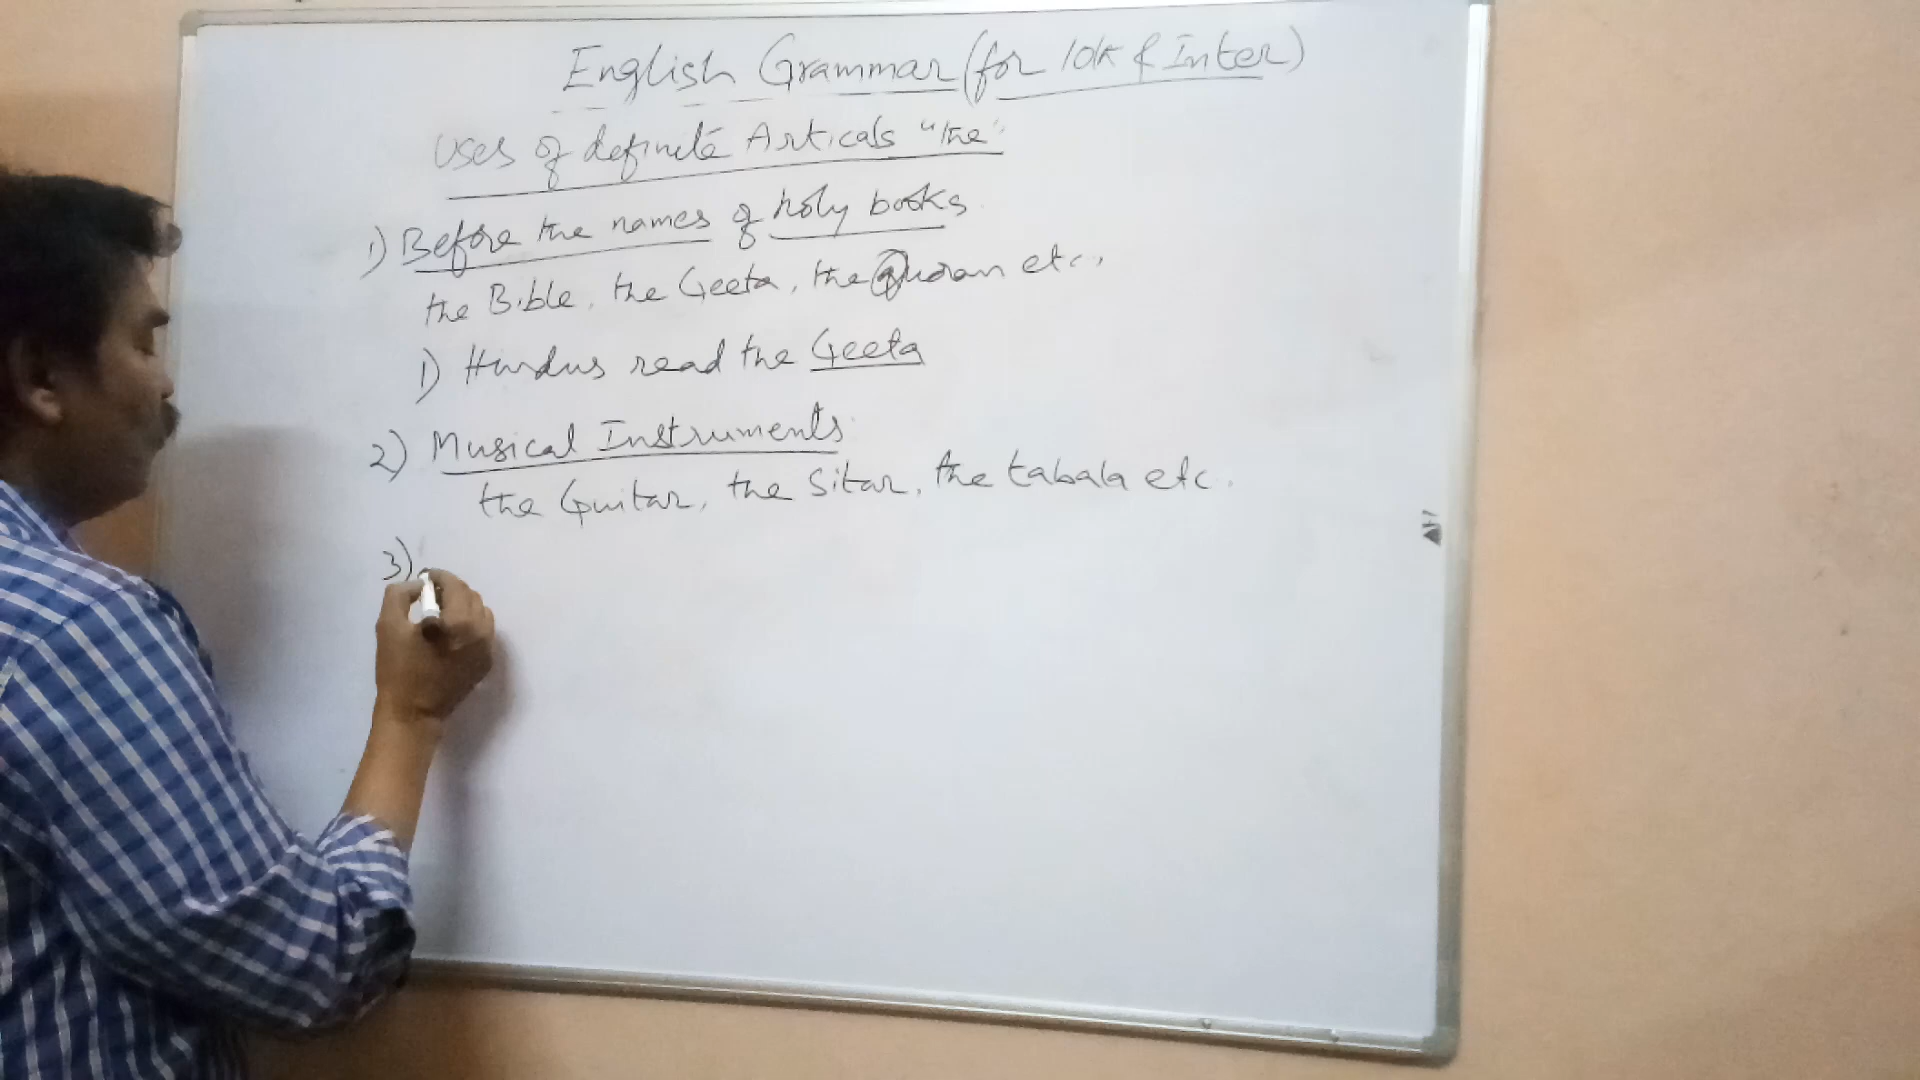 English Grammar (for 10th & Inter)
Uses of definite Articals "the"
1) Before the names of holy books
the Bible, the Geeta, the Quran etc.,
1) Hindus read the Geeta
2) Musical Instruments
the Guitar, the Sitar, the tabala etc.
3)